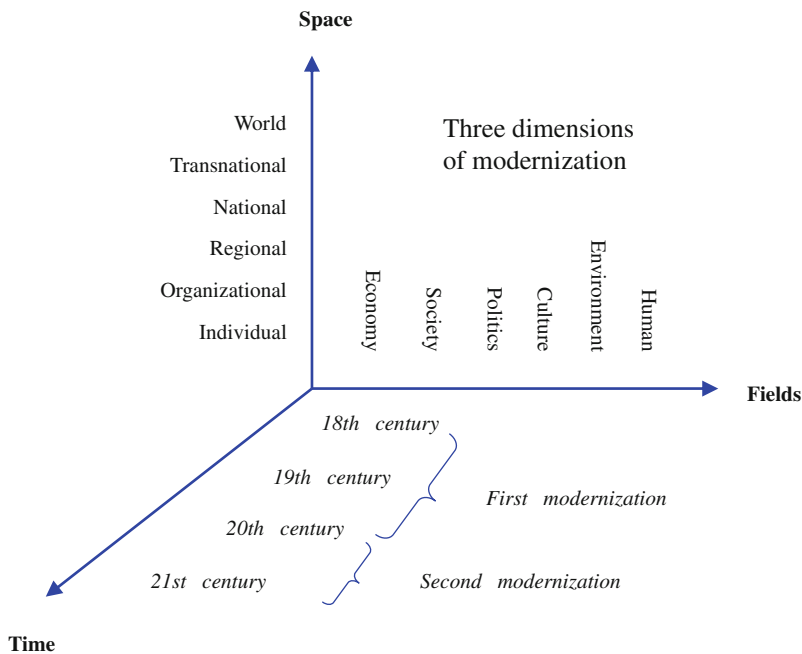 Space
World
Transnational
National
Regional
Organizational
Individual
Three dimensions
of modernization
Economy
Society
Politics
Culture
Environment
Human
Fields
18th century
19th century
20th century
21st century
First modernization
Second modernization
Time